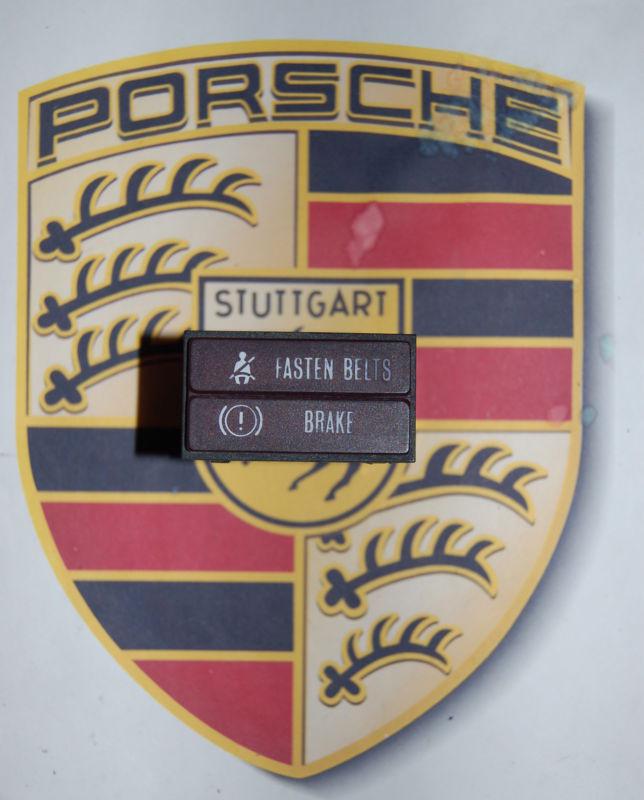 PORSCHE
STUTTGART
FASTEN BELTS
BRAKE